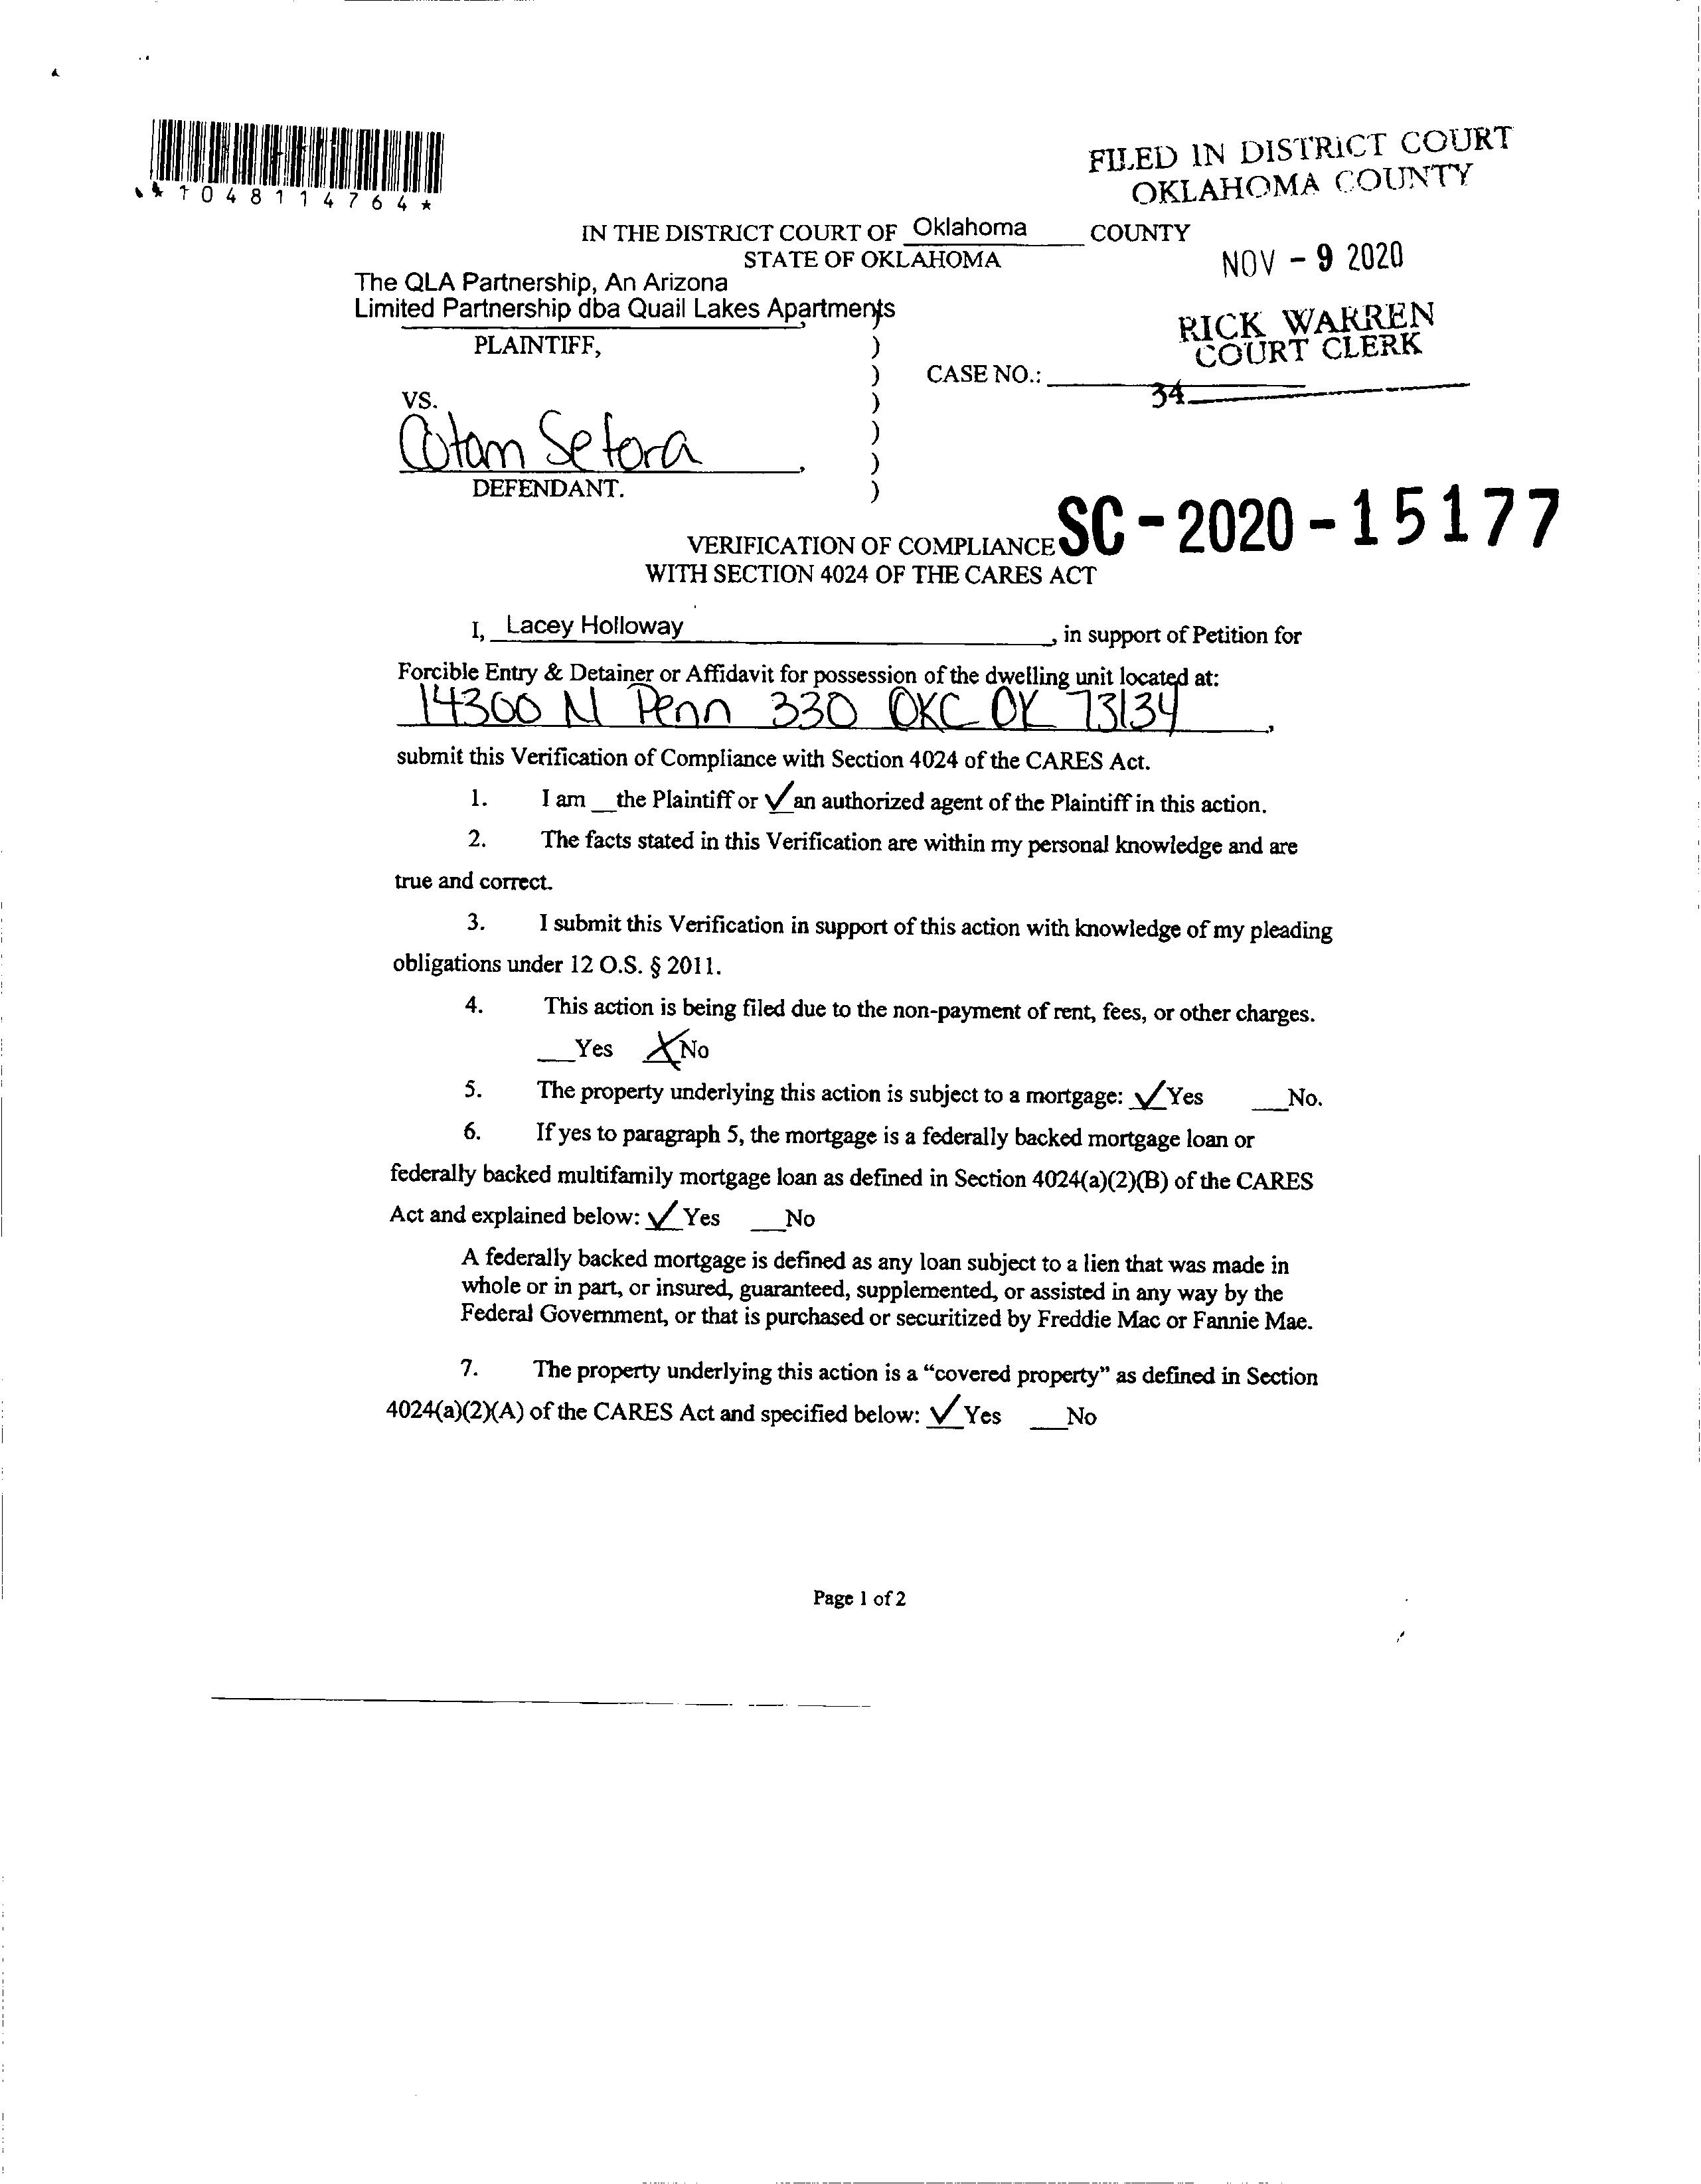 FILED IN DISTRICT COURT
OKLAHOMA COUNTY
*1048114764*
IN THE DISTRICT COURT OF Oklahoma COUNTY
STATE OF OKLAHOMA
NOV - 9 2020
The QLA Partnership, An Arizona
Limited Partnership dba Quail Lakes Apartments
PLAINTIFF,
RICK WARREN
COURT CLERK
CASE NO.:
34
VS.
Cotam Setora
DEFENDANT.
SC-2020-15177
VERIFICATION OF COMPLIANCE
WITH SECTION 4024 OF THE CARES ACT
I, Lacey Holloway, in support of Petition for
Forcible Entry & Detainer or Affidavit for possession of the dwelling unit located at:
14300 N Penn 330 OKC OK 73134,
submit this Verification of Compliance with Section 4024 of the CARES Act.
1. I am __the Plaintiff or ✓an authorized agent of the Plaintiff in this action.
2. The facts stated in this Verification are within my personal knowledge and are
true and correct.
3. I submit this Verification in support of this action with knowledge of my pleading
obligations under 12 O.S. § 2011.
4. This action is being filed due to the non-payment of rent, fees, or other charges.
___Yes XNo
5. The property underlying this action is subject to a mortgage: ✓Yes ___No.
6. If yes to paragraph 5, the mortgage is a federally backed mortgage loan or
federally backed multifamily mortgage loan as defined in Section 4024(a)(2)(B) of the CARES
Act and explained below: ✓Yes ___No
A federally backed mortgage is defined as any loan subject to a lien that was made in
whole or in part, or insured, guaranteed, supplemented, or assisted in any way by the
Federal Government, or that is purchased or securitized by Freddie Mac or Fannie Mae.
7. The property underlying this action is a “covered property” as defined in Section
4024(a)(2)(A) of the CARES Act and specified below: ✓Yes ___No
Page 1 of 2